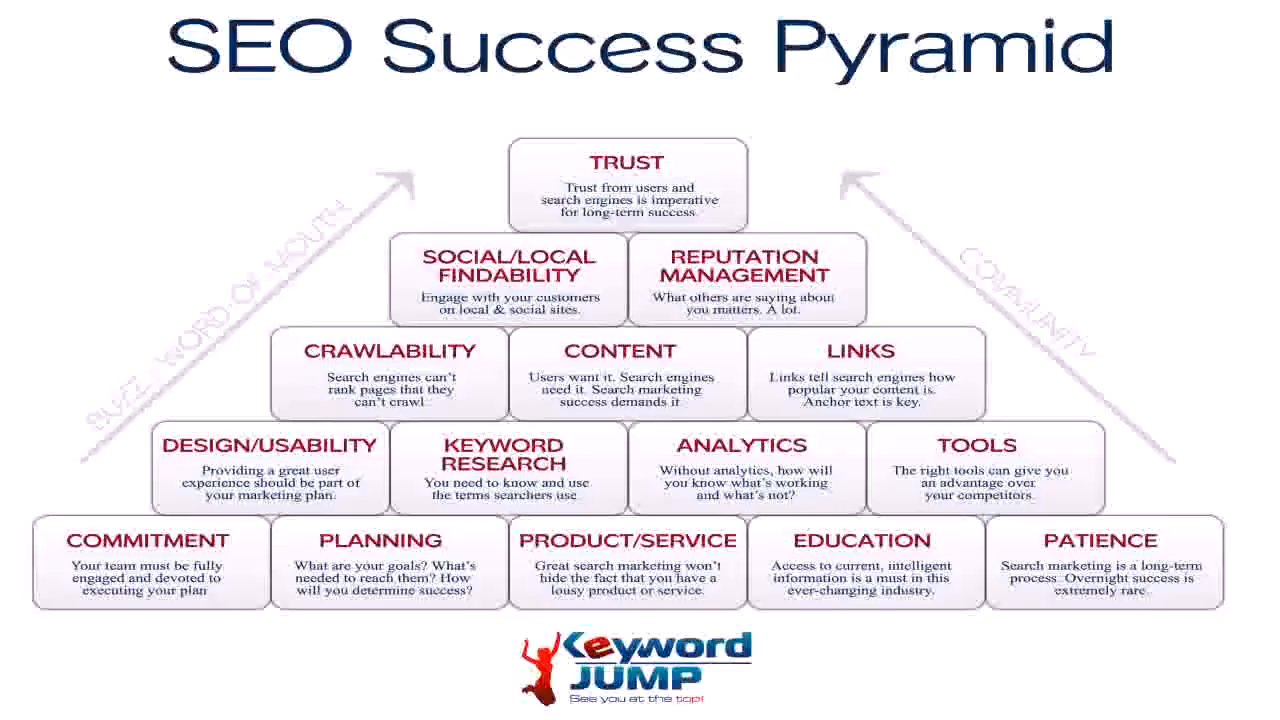 SEO Success Pyramid
TRUST
Trust from users and
search engines is imperative
for long-term success.
BUZZ, WORD OF MOUTH
COMMUNITY
SOCIAL/LOCAL
FINDABILITY
Engage with your customers
on local & social sites.
REPUTATION
MANAGEMENT
What others are saying about
you matters. A lot.
CRAWLABILITY
Search engines can't
rank pages that they
can't crawl
CONTENT
Users want it. Search engines
need it. Search marketing
success demands it
LINKS
Links tell search engines how
popular your content is.
Anchor text is key.
DESIGN/USABILITY
Providing a great user
experience should be part of
your marketing plan.
KEYWORD
RESEARCH
You need to know and use
the terms searchers use
ANALYTICS
Without analytics, how will
you know what's working
and what's not?
TOOLS
The right tools can give you
an advantage over
your competitors.
COMMITMENT
Your team must be fully
engaged and devoted to
executing your plan
PLANNING
What are your goals? What's
needed to reach them? How
will you determine success?
PRODUCT/SERVICE
Great search marketing won't
hide the fact that you have a
lousy product or service.
EDUCATION
Access to current, intelligent
information is a must in this
ever-changing industry.
PATIENCE
Search marketing is a long-term
process. Overnight success is
extremely rare.
Keyword
JUMP
See you at the top!